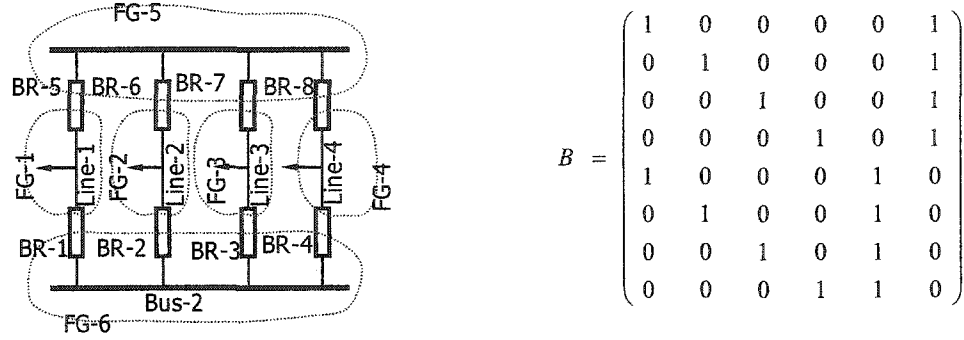 FG-5
BR-5 BR-6 BR-7 BR-8
FG-1 Line-1 FG-2 Line-2 FG-3 Line-3 Line-4 FG-4
BR-1 BR-2 BR-3 BR-4
Bus-2
FG-6
B =
1 0 0 0 0 1
0 1 0 0 0 1
0 0 1 0 0 1
0 0 0 1 0 1
1 0 0 0 1 0
0 1 0 0 1 0
0 0 1 0 1 0
0 0 0 1 1 0